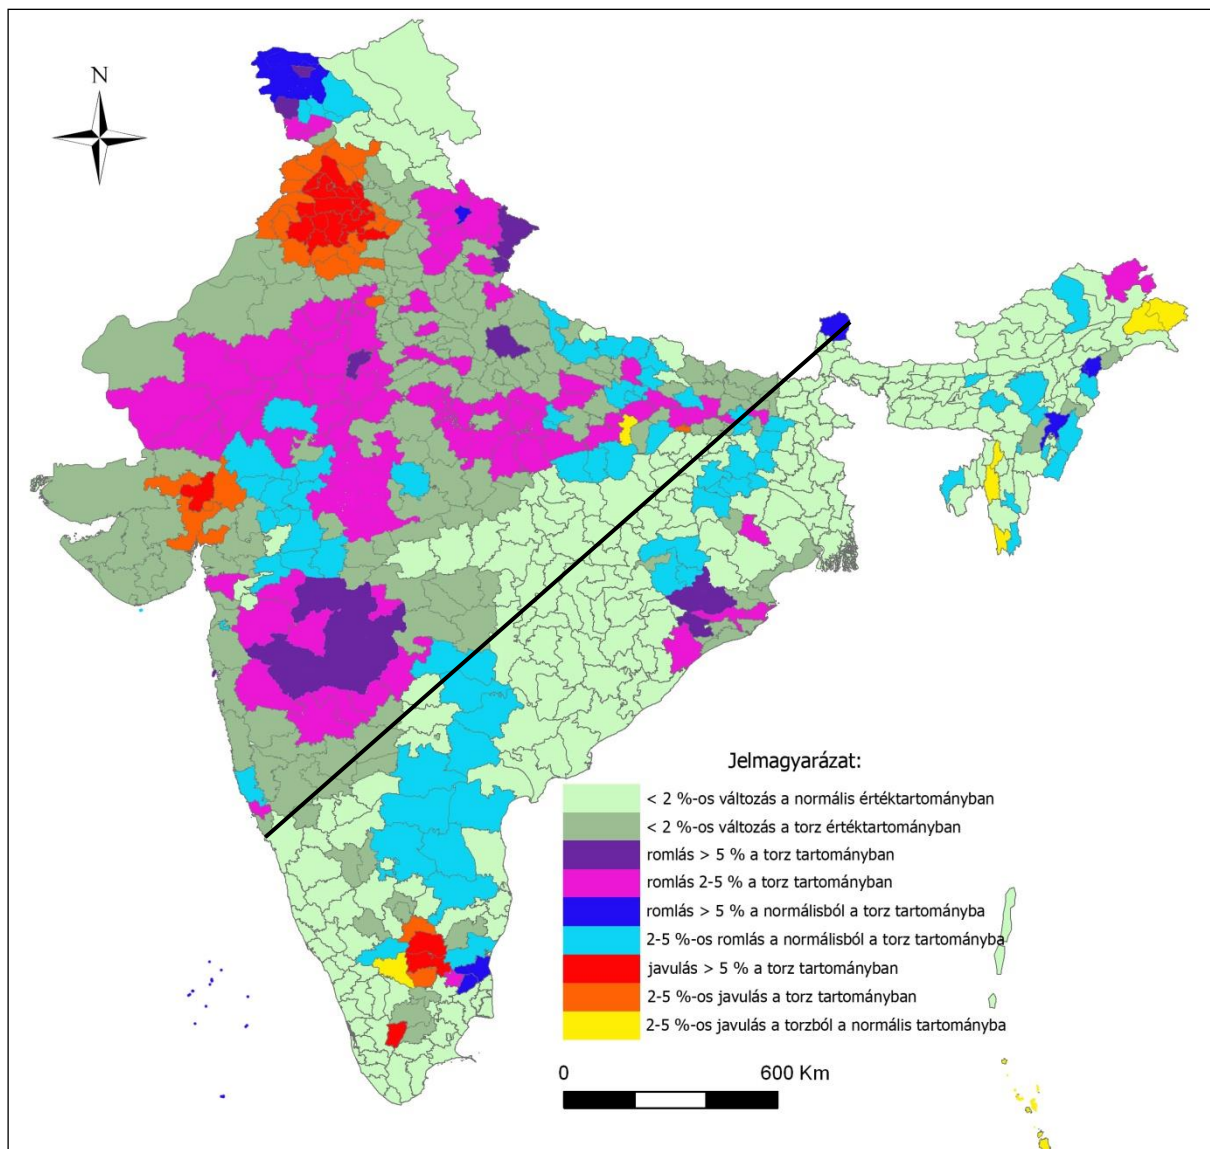 N
Jelmagyarázat:
< 2 %-os változás a normális értéktartományban
< 2 %-os változás a torz értéktartományban
romlás > 5 % a torz tartományban
romlás 2-5 % a torz tartományban
romlás > 5 % a normálisból a torz tartományba
2-5 %-os romlás a normálisból a torz tartományba
javulás > 5 % a torz tartományban
2-5 %-os javulás a torz tartományban
2-5 %-os javulás a torzból a normális tartományba
0 600 Km